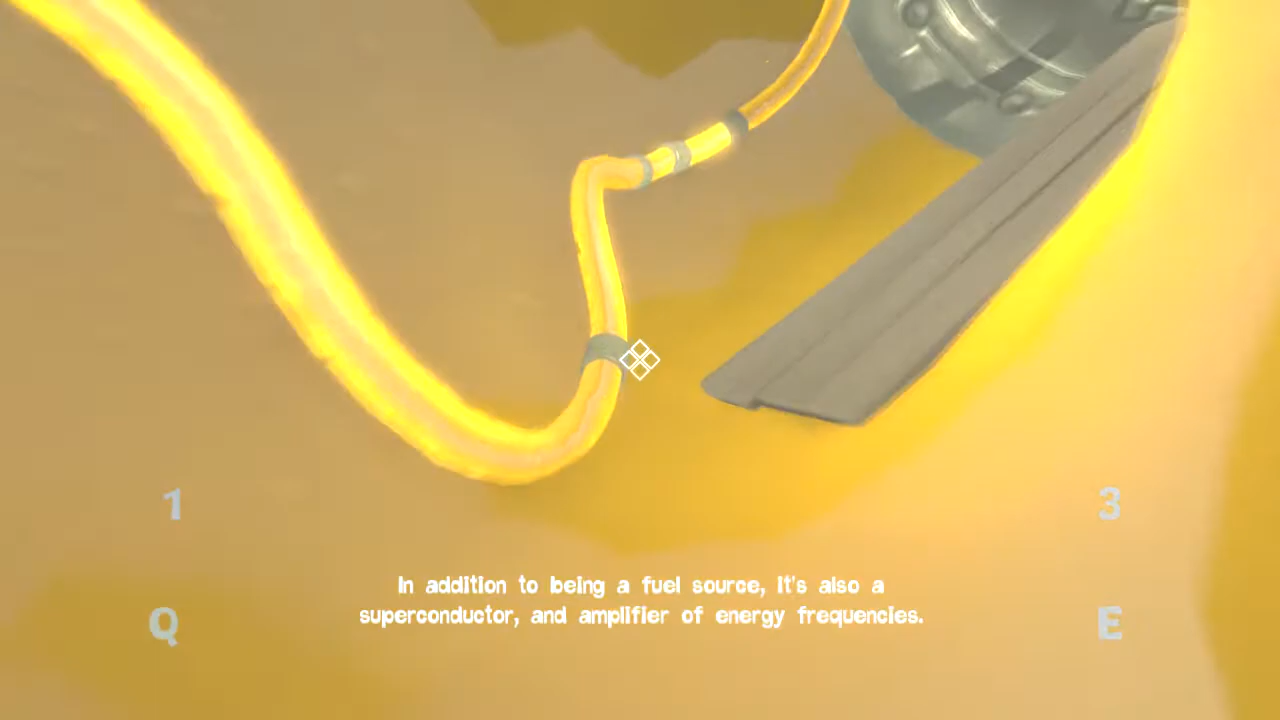 1
3
In addition to being a fuel source, it's also a
superconductor, and amplifier of energy frequencies.
Q
E